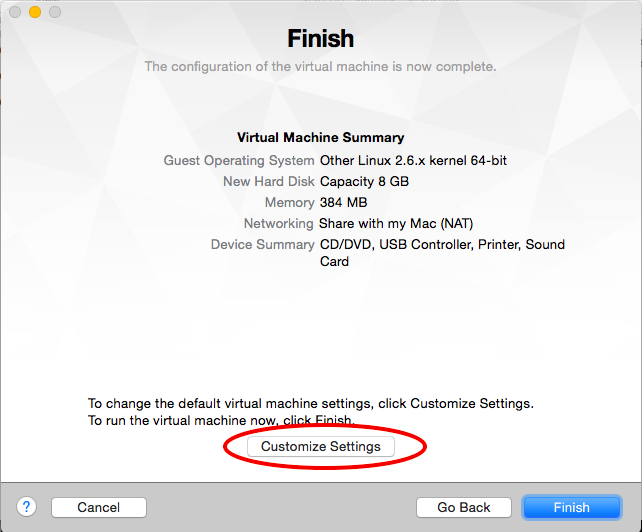 Finish
The configuration of the virtual machine is now complete.
Virtual Machine Summary
Guest Operating System Other Linux 2.6.x kernel 64-bit
New Hard Disk Capacity 8 GB
Memory 384 MB
Networking Share with my Mac (NAT)
Device Summary CD/DVD, USB Controller, Printer, Sound
Card
To change the default virtual machine settings, click Customize Settings.
To run the virtual machine now, click Finish.
Customize Settings
? Cancel Go Back Finish